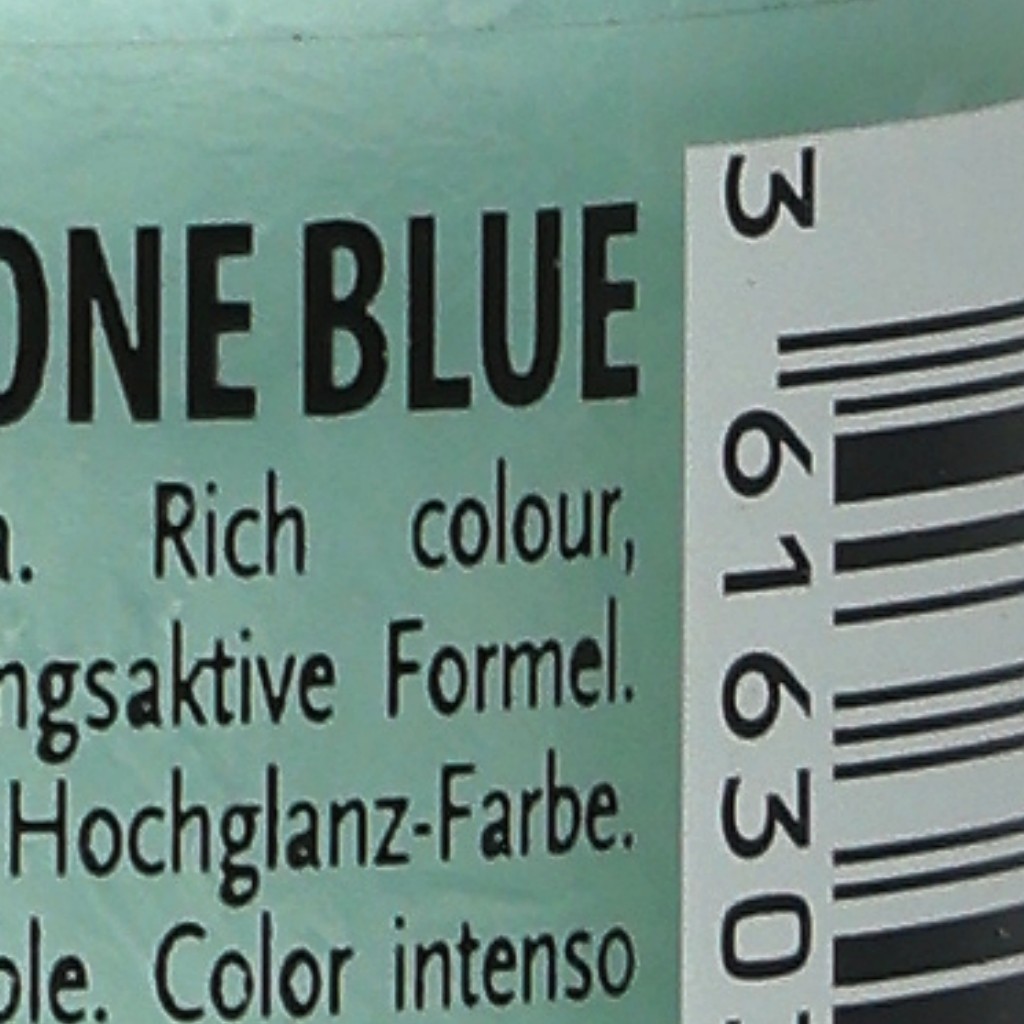 ONE BLUE
a. Rich colour,
ngsaktive Formel.
Hochglanz-Farbe.
ble. Color intenso
3 61630